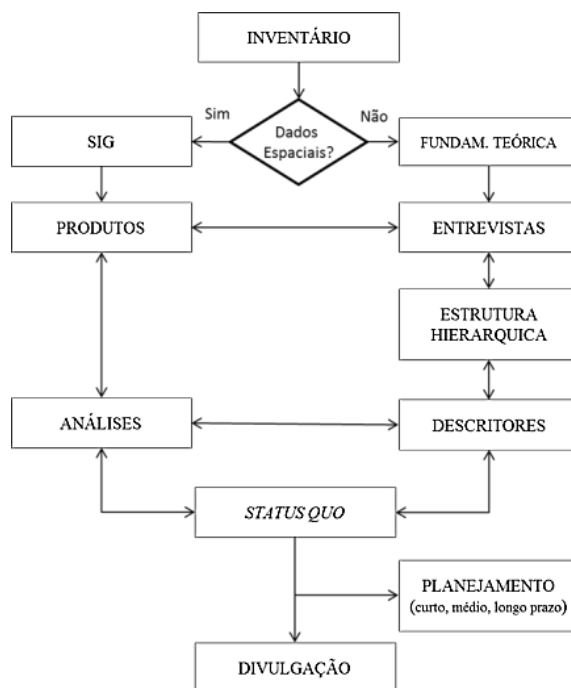 INVENTÁRIO
Sim
Dados
Espaciais?
Não
SIG
FUNDAM. TEÓRICA
PRODUTOS
ENTREVISTAS
ESTRUTURA
HIERARQUICA
ANÁLISES
DESCRITORES
STATUS QUO
PLANEJAMENTO
(curto, médio, longo prazo)
DIVULGAÇÃO